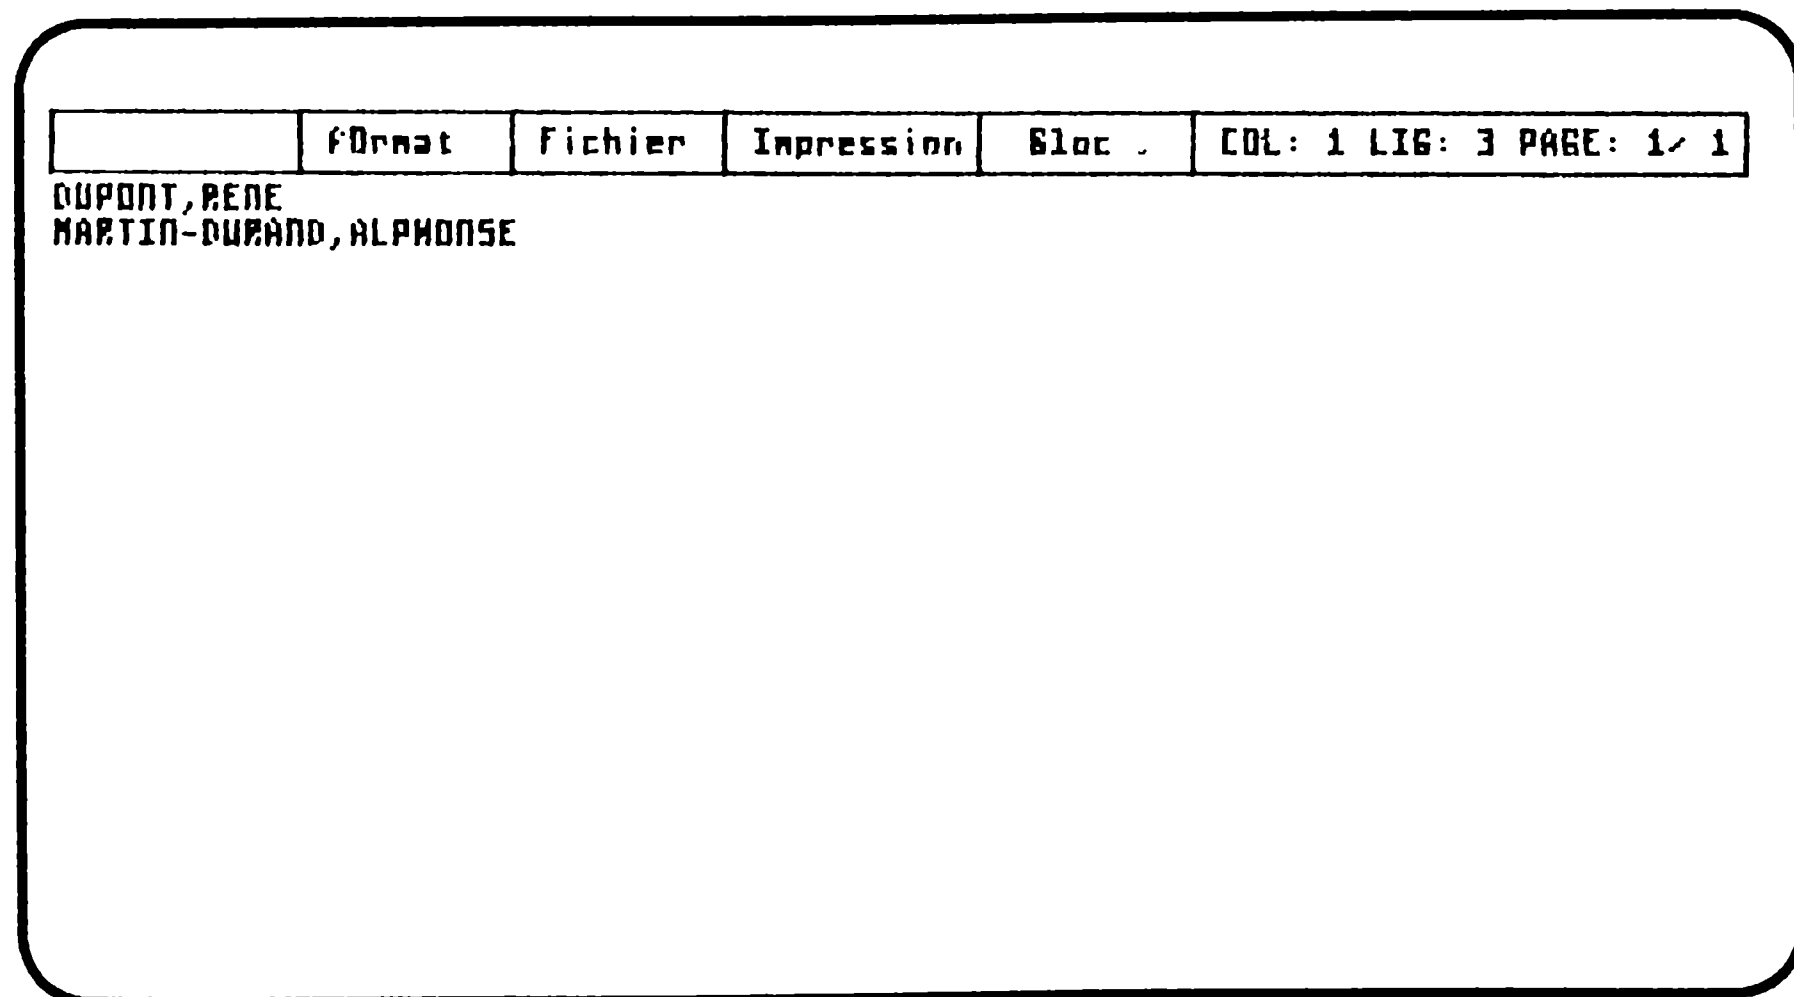 fOrmat Fichier Impression Bloc COL: 1 LIG: 3 PAGE: 1/ 1
DUPONT,RENE
MARTIN-DURAND,ALPHONSE